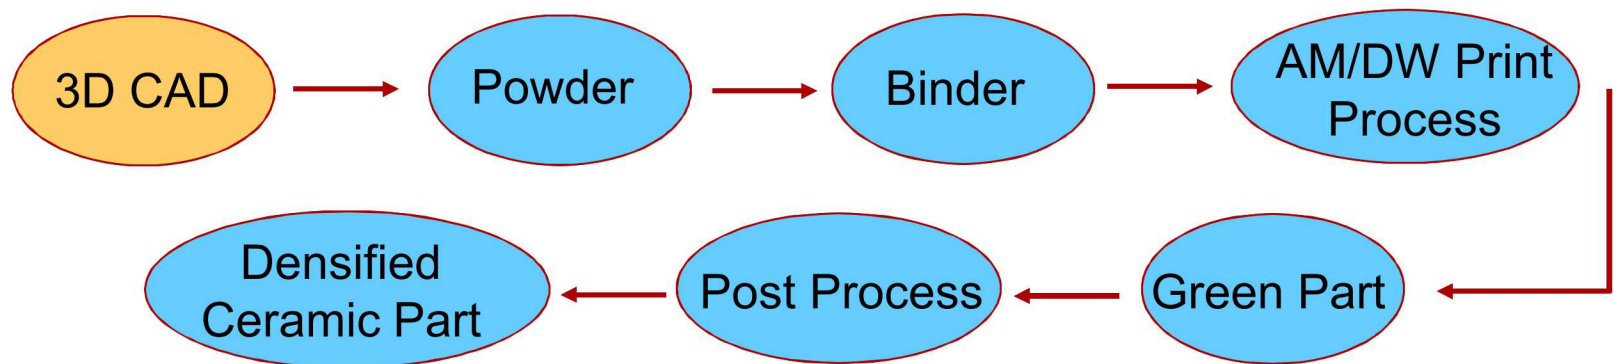 3D CAD
Powder
Binder
AM/DW Print
Process
Green Part
Post Process
Densified
Ceramic Part